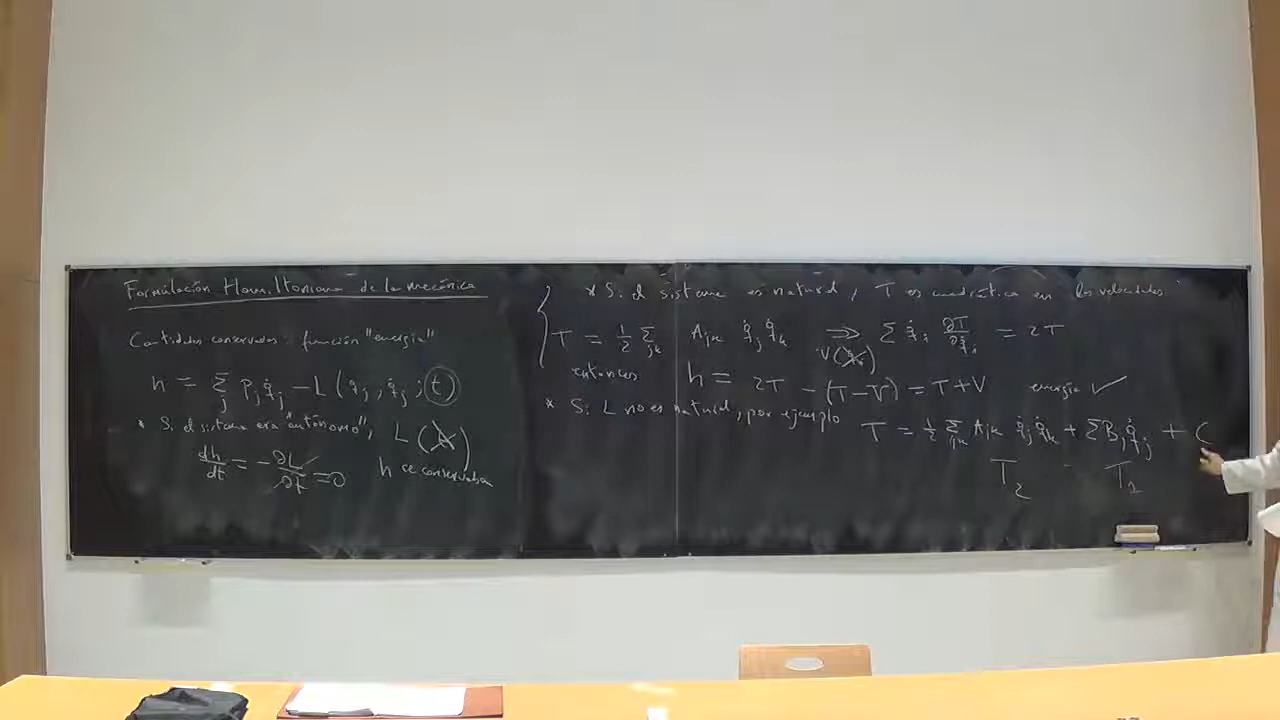 Formulación Hamiltoniana de la mecánica
Cantidades conservadas: función "energía"
h = Σ_j p_j q̇_j − L(q_j, q̇_j; t)
* Si el sistema era "autónomo", L(t)
dh/dt = −∂L/∂t = 0 h se conservaba
* Si el sistema es natural, T es cuadrática en las velocidades
T = 1/2 Σ_jk A_jk q̇_j q̇_k ⇒ Σ q̇_i ∂T/∂q̇_i = 2T
entonces h = 2T − (T−V) = T+V energía ✓
* Si L no es natural, por ejemplo T = 1/2 Σ_jk A_jk q̇_j q̇_k + Σ B_j q̇_j + C
T_2 T_1